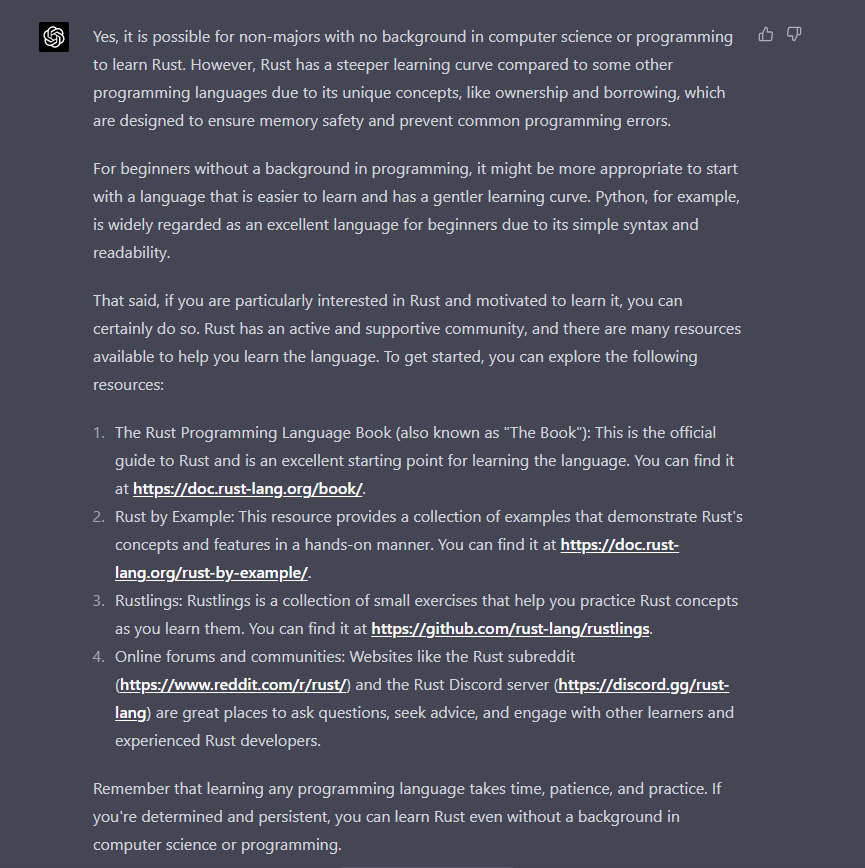 Yes, it is possible for non-majors with no background in computer science or programming
to learn Rust. However, Rust has a steeper learning curve compared to some other
programming languages due to its unique concepts, like ownership and borrowing, which
are designed to ensure memory safety and prevent common programming errors.
For beginners without a background in programming, it might be more appropriate to start
with a language that is easier to learn and has a gentler learning curve. Python, for example,
is widely regarded as an excellent language for beginners due to its simple syntax and
readability.
That said, if you are particularly interested in Rust and motivated to learn it, you can
certainly do so. Rust has an active and supportive community, and there are many resources
available to help you learn the language. To get started, you can explore the following
resources:
1. The Rust Programming Language Book (also known as "The Book"): This is the official
guide to Rust and is an excellent starting point for learning the language. You can find it
at https://doc.rust-lang.org/book/.
2. Rust by Example: This resource provides a collection of examples that demonstrate Rust's
concepts and features in a hands-on manner. You can find it at https://doc.rust-
lang.org/rust-by-example/.
3. Rustlings: Rustlings is a collection of small exercises that help you practice Rust concepts
as you learn them. You can find it at https://github.com/rust-lang/rustlings.
4. Online forums and communities: Websites like the Rust subreddit
(https://www.reddit.com/r/rust/) and the Rust Discord server (https://discord.gg/rust-
lang) are great places to ask questions, seek advice, and engage with other learners and
experienced Rust developers.
Remember that learning any programming language takes time, patience, and practice. If
you're determined and persistent, you can learn Rust even without a background in
computer science or programming.